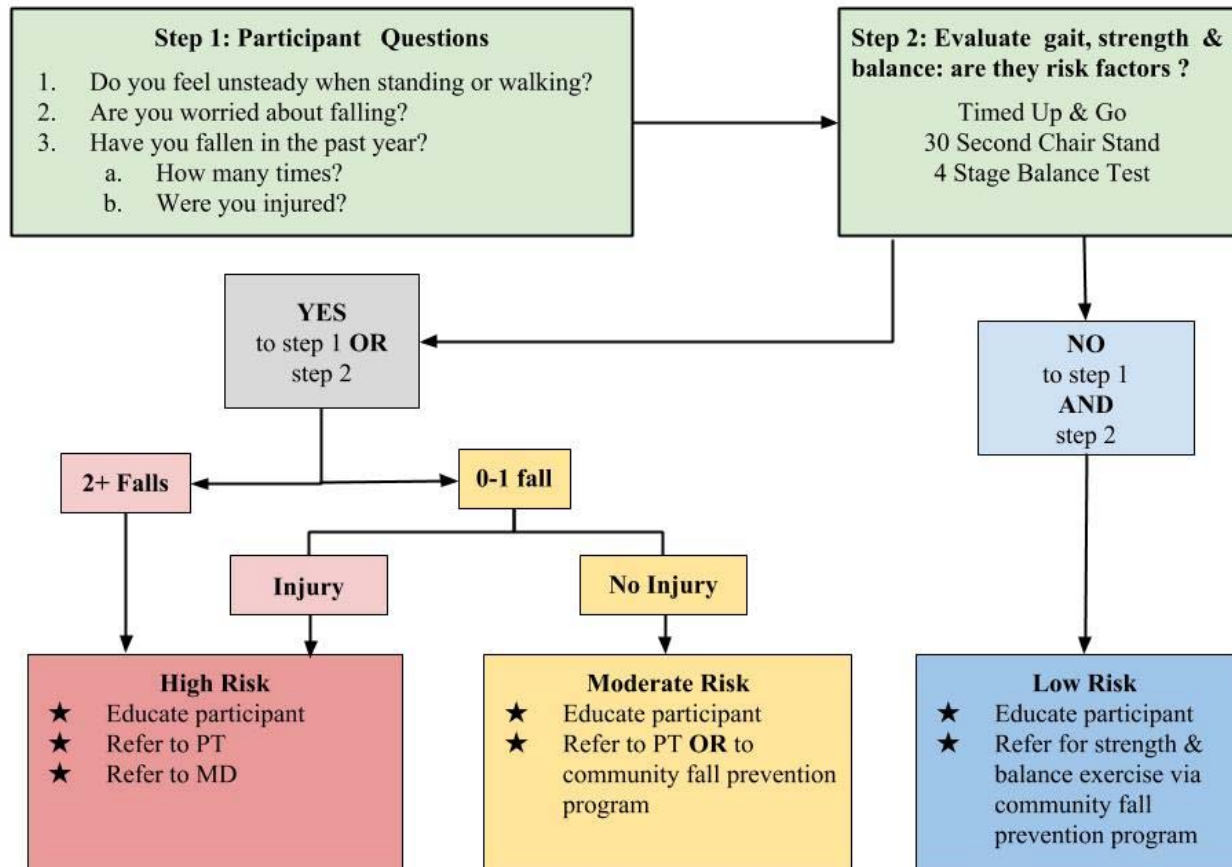 Step 1: Participant Questions
1. Do you feel unsteady when standing or walking?
2. Are you worried about falling?
3. Have you fallen in the past year?
a. How many times?
b. Were you injured?
Step 2: Evaluate gait, strength &
balance: are they risk factors ?
Timed Up & Go
30 Second Chair Stand
4 Stage Balance Test
YES
to step 1 OR
step 2
NO
to step 1
AND
step 2
2+ Falls
0-1 fall
Injury
No Injury
High Risk
★ Educate participant
★ Refer to PT
★ Refer to MD
Moderate Risk
★ Educate participant
★ Refer to PT OR to
community fall prevention
program
Low Risk
★ Educate participant
★ Refer for strength &
balance exercise via
community fall
prevention program